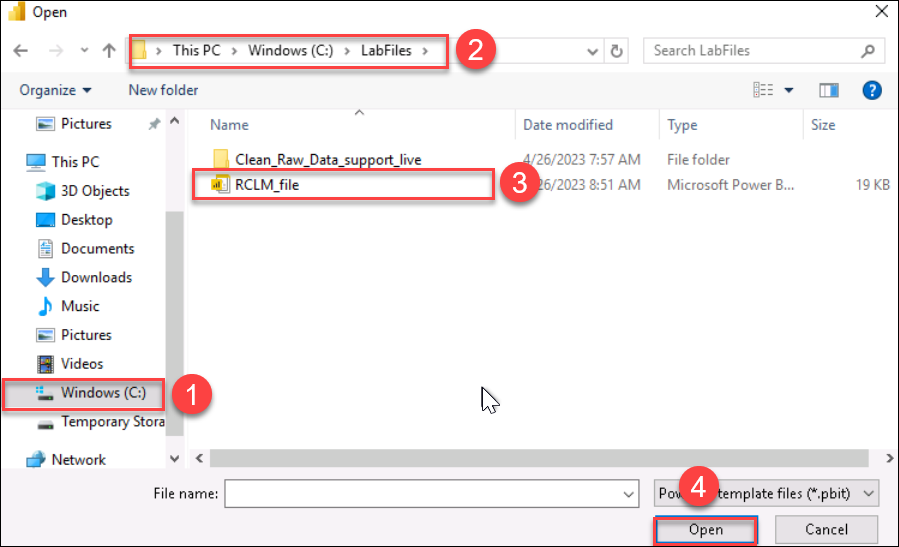 Open
This PC > Windows (C:) > LabFiles >
2
Search LabFiles
Organize
New folder
?
Name
Date modified
Type
Size
Pictures
Clean_Raw_Data_support_live
4/26/2023 7:57 AM
File folder
RCLM_file
3
26/2023 8:51 AM
Microsoft Power B...
19 KB
This PC
3D Objects
Desktop
Documents
Downloads
Music
Pictures
Videos
Windows (C:)
1
Temporary Stora
Network
File name:
4
template files (*.pbit)
Open
Cancel